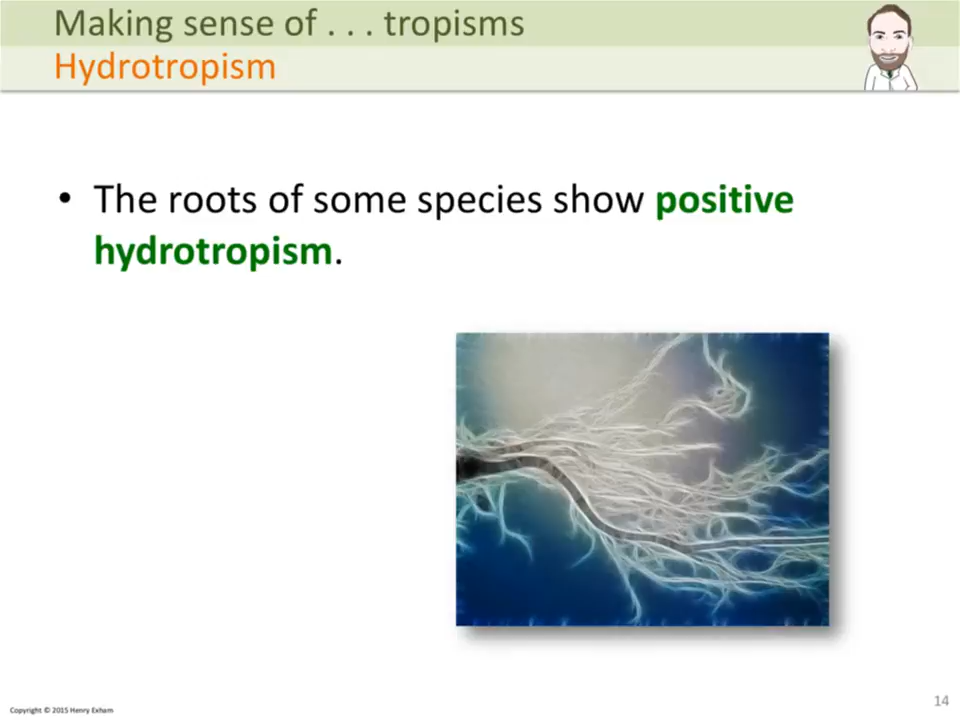 Making sense of . . . tropisms
Hydrotropism
• The roots of some species show positive
hydrotropism.
Copyright © 2015 Henry Exham
14